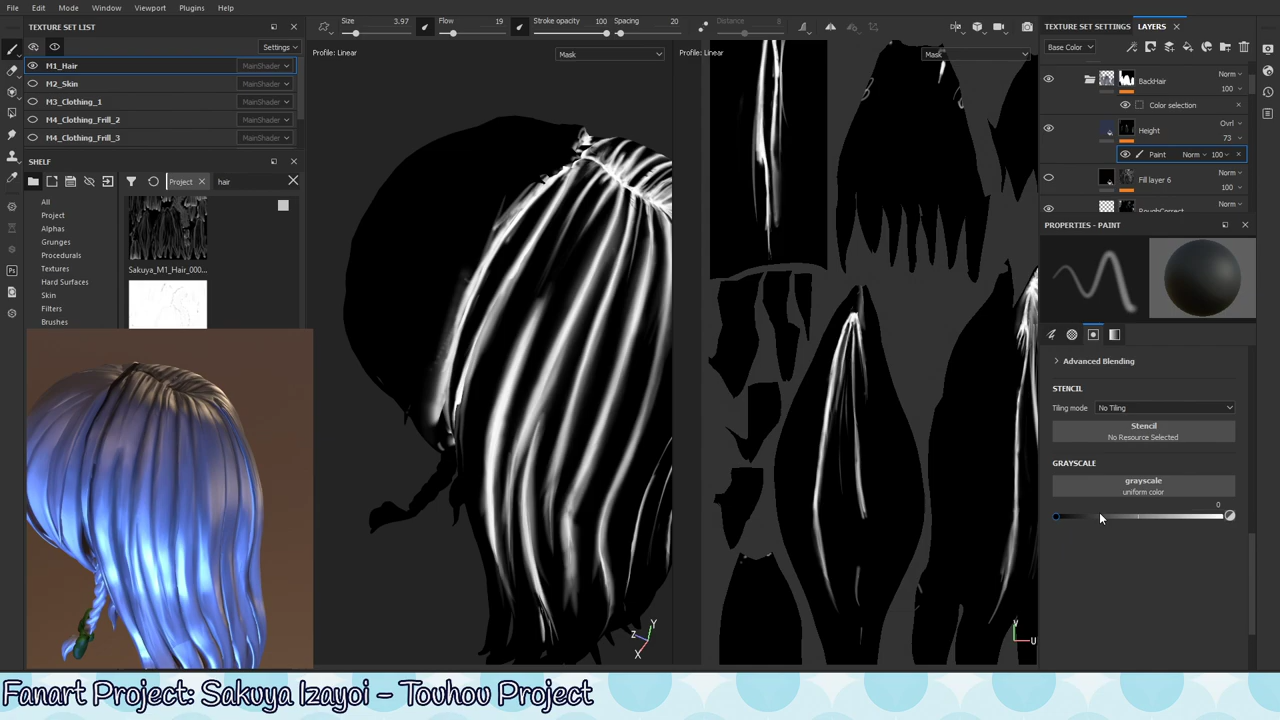 File Edit Mode Window Viewport Plugins Help
TEXTURE SET LIST
Settings
M1_Hair MainShader
M2_Skin MainShader
M3_Clothing_1 MainShader
M4_Clothing_Frill_2 MainShader
M4_Clothing_Frill_3 MainShader
SHELF
Project
hair
All
Project
Alphas
Grunges
Procedurals
Textures
Hard Surfaces
Skin
Filters
Brushes
Sakuya_M1_Hair_000...
Size 3.97 Flow 19 Stroke opacity 100 Spacing 20 Distance 8
Profile: Linear Mask
Profile: Linear Mask
Y
Z
X
V
U
TEXTURE SET SETTINGS LAYERS
Base Color
BackHair Norm 100
Color selection
Height Ovrl 73
Paint Norm 100
Fill layer 6 Norm 100
RoughCorrect Norm
PROPERTIES - PAINT
Advanced Blending
STENCIL
Tiling mode No Tiling
Stencil
No Resource Selected
GRAYSCALE
grayscale
uniform color
0
Fanart Project: Sakuya Izayoi - Touhou Project